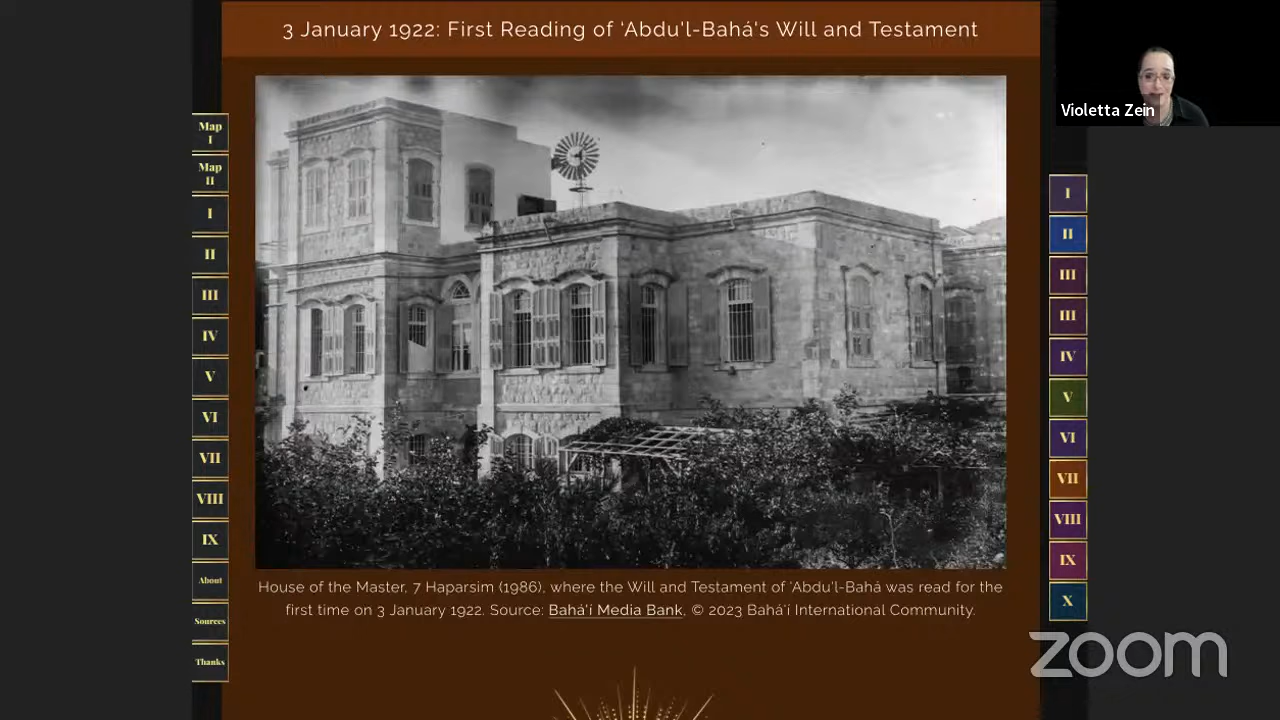 3 January 1922: First Reading of ‘Abdu'l-Bahá's Will and Testament
Violetta Zein
Map
I
Map
II
I
II
III
IV
V
VI
VII
VIII
IX
About
Sources
Thanks
I
II
III
III
IV
V
VI
VII
VIII
IX
X
House of the Master, 7 Haparsim (1986), where the Will and Testament of ‘Abdu'l-Bahá was read for the
first time on 3 January 1922. Source: Bahá'í Media Bank, © 2023 Bahá'í International Community.
zoom